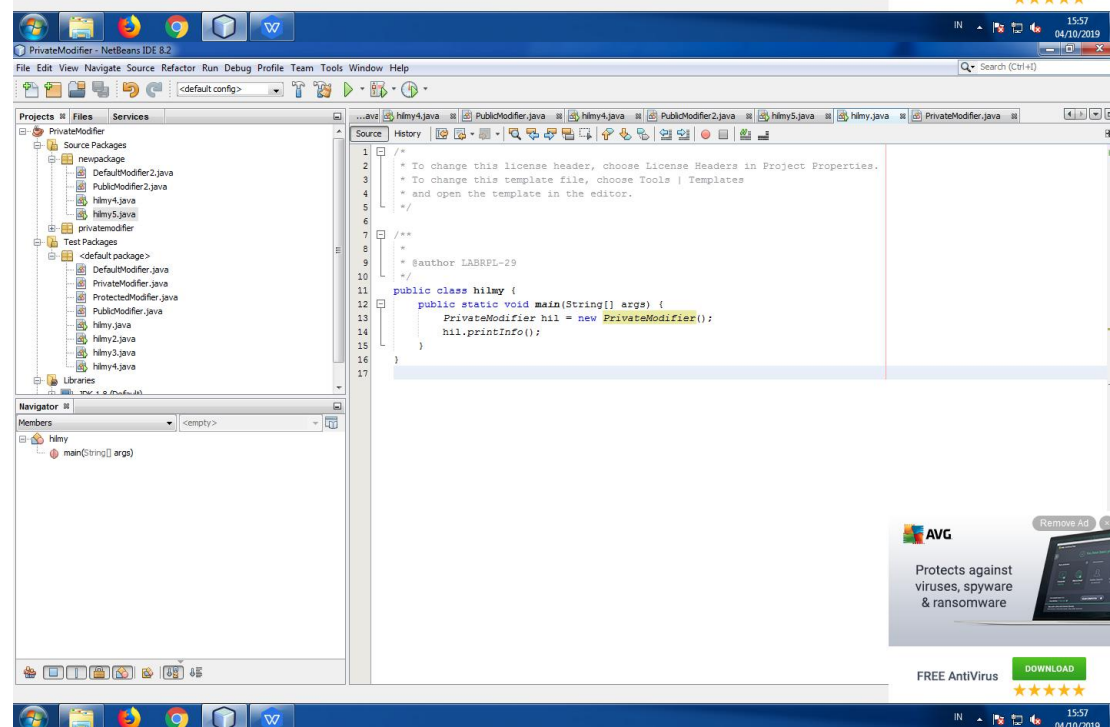 IN 15:57
04/10/2019
PrivateModifier - NetBeans IDE 8.2
File Edit View Navigate Source Refactor Run Debug Profile Team Tools Window Help
Search (Ctrl+I)
<default config>
Projects Files Services
PrivateModifier
Source Packages
newpackage
DefaultModifier2.java
PublicModifier2.java
hilmy4.java
hilmy5.java
privatemodifier
Test Packages
<default package>
DefaultModifier.java
PrivateModifier.java
ProtectedModifier.java
PublicModifier.java
hilmy.java
hilmy2.java
hilmy3.java
hilmy4.java
Libraries
JDK 1.8 (Default)
Navigator
Members <empty>
hilmy
main(String[] args)
...ava hilmy4.java PublicModifier.java hilmy4.java PublicModifier2.java hilmy5.java hilmy.java PrivateModifier.java
Source History
1 /*
2 * To change this license header, choose License Headers in Project Properties.
3 * To change this template file, choose Tools | Templates
4 * and open the template in the editor.
5 */
6
7 /**
8 *
9 * @author LABRPL-29
10 */
11 public class hilmy {
12 public static void main(String[] args) {
13 PrivateModifier hil = new PrivateModifier();
14 hil.printInfo();
15 }
16 }
17
Remove Ad
AVG
Protects against
viruses, spyware
& ransomware
FREE AntiVirus DOWNLOAD
IN 15:57
04/10/2019